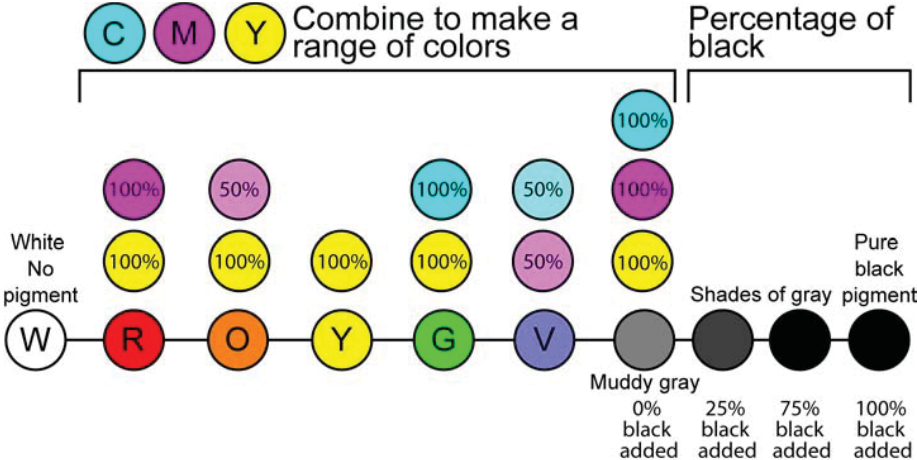 C M Y Combine to make a range of colors
Percentage of black
100%
100% 50% 100% 50% 100%
100% 100% 100% 100% 50% 100%
White
No
pigment
Shades of gray
Pure
black
pigment
W R O Y G V
Muddy gray
0%
black
added
25%
black
added
75%
black
added
100%
black
added